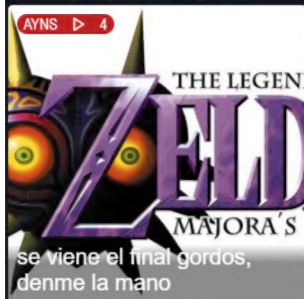 AYNS ▷ 4
THE LEGEN
ZELD
MAJORA'S
se viene el final gordos,
denme la mano